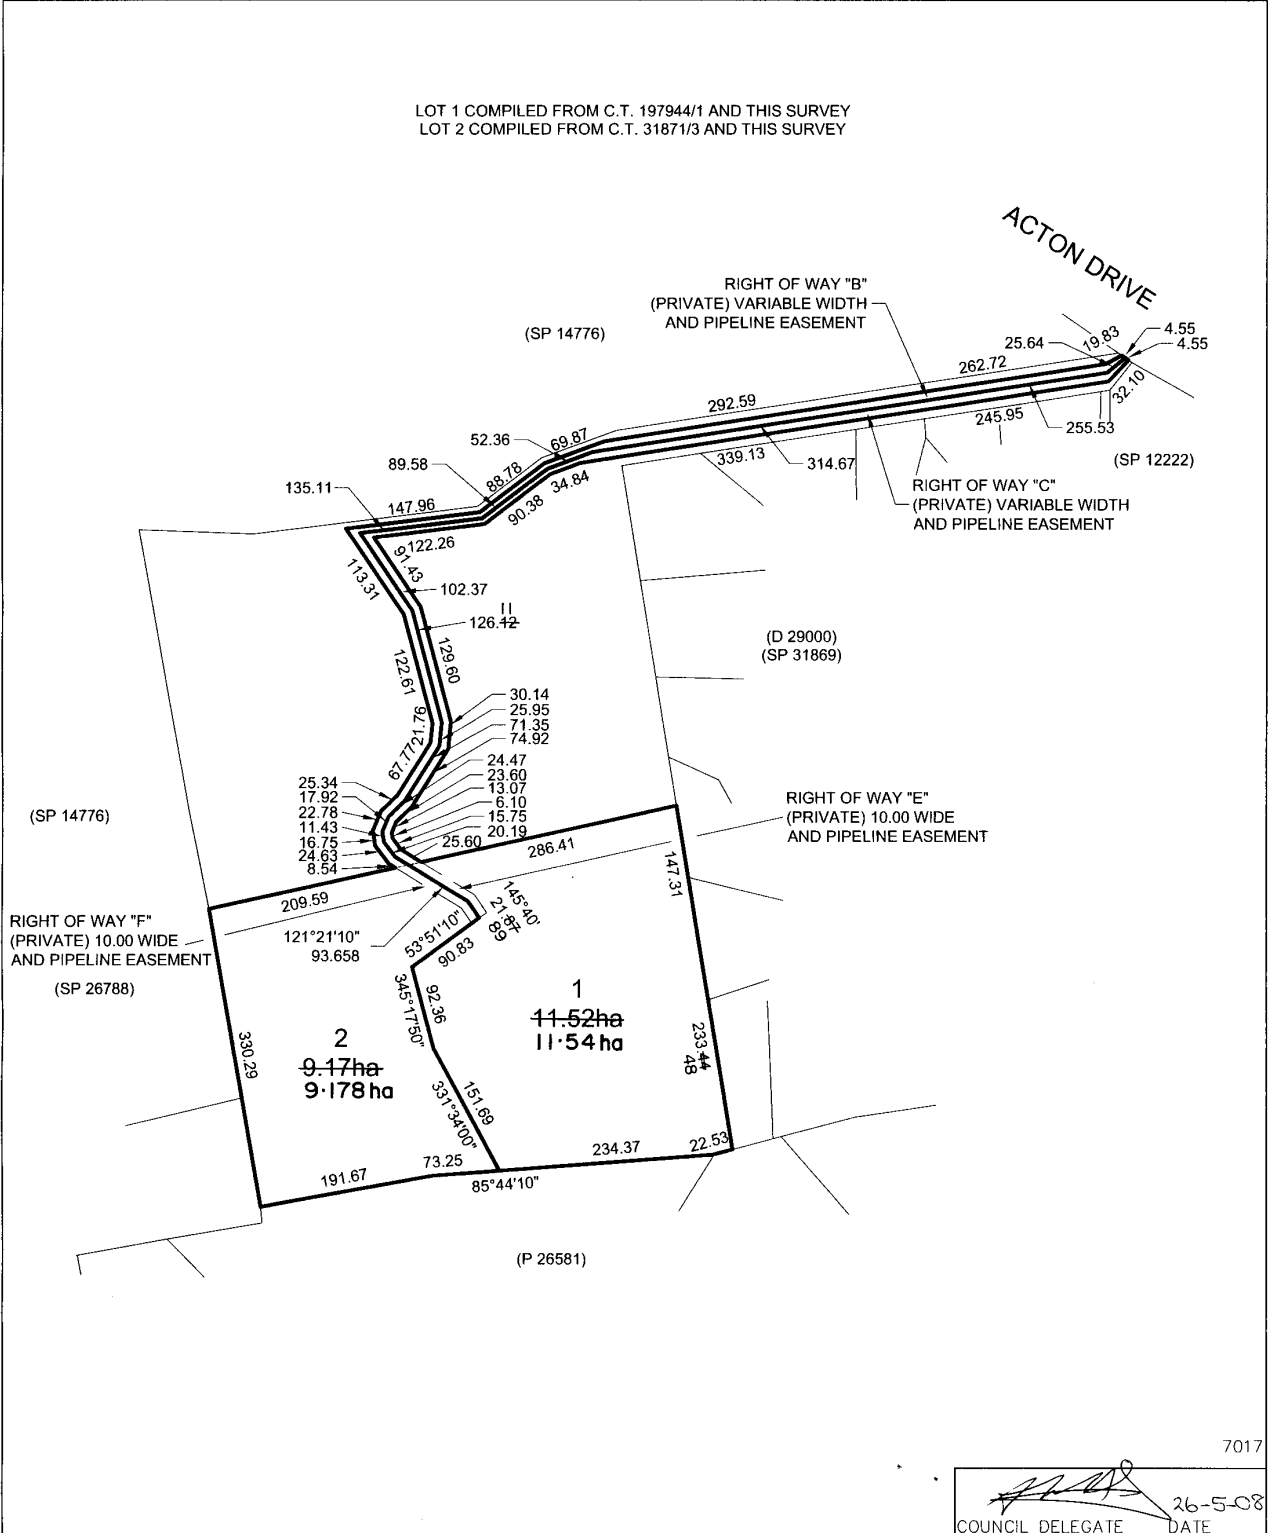 LOT 1 COMPILED FROM C.T. 197944/1 AND THIS SURVEY
LOT 2 COMPILED FROM C.T. 31871/3 AND THIS SURVEY
ACTON DRIVE
RIGHT OF WAY "B"
(PRIVATE) VARIABLE WIDTH
AND PIPELINE EASEMENT
(SP 14776)
19.83
4.55
4.55
25.64
262.72
32.10
292.59
245.95
255.53
69.87
52.36
339.13
314.67
(SP 12222)
89.58
88.78
34.84
RIGHT OF WAY "C"
(PRIVATE) VARIABLE WIDTH
AND PIPELINE EASEMENT
135.11
147.96
90.38
122.26
91.43
113.31
102.37
11
126.12
(D 29000)
(SP 31869)
129.60
122.61
30.14
25.95
71.35
74.92
21.76
67.77
24.47
23.60
13.07
6.10
15.75
20.19
25.60
25.34
17.92
22.78
11.43
16.75
24.63
8.54
(SP 14776)
RIGHT OF WAY "E"
(PRIVATE) 10.00 WIDE
AND PIPELINE EASEMENT
286.41
147.31
209.59
145°40'
21.87
89
RIGHT OF WAY "F"
(PRIVATE) 10.00 WIDE
AND PIPELINE EASEMENT
(SP 26788)
121°21'10"
93.658
53°51'10"
90.83
345°17'50"
92.36
1
11.52ha
11.54ha
2
9.17ha
9.178ha
233.44
48
330.29
331°34'00"
151.69
234.37
22.53
73.25
191.67
85°44'10"
(P 26581)
7017
26-5-08
COUNCIL DELEGATE DATE